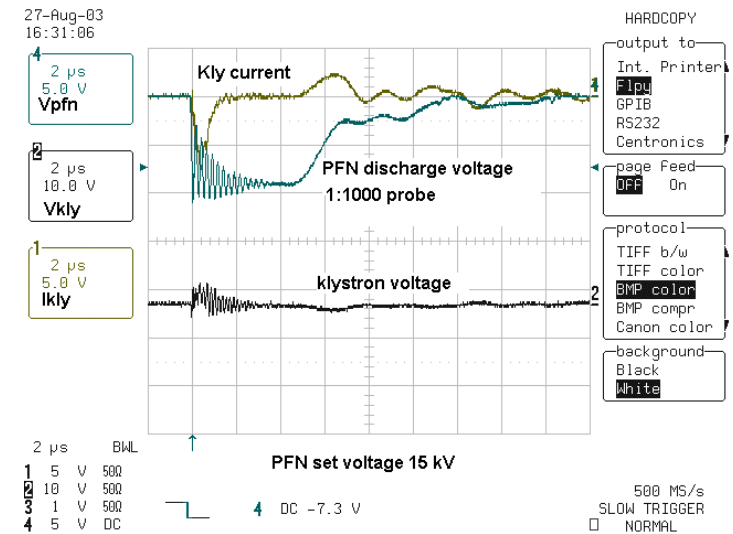 27-Aug-03
16:31:06
4
2 µs
5.0 V
Vpfn
2
2 µs
10.0 V
Vkly
1
2 µs
5.0 V
Ikly
Kly current
4
PFN discharge voltage
1:1000 probe
klystron voltage
2
PFN set voltage 15 kV
2 µs BWL
1 5 V 50Ω
2 10 V 50Ω
3 1 V 50Ω
4 5 V DC
4 DC -7.3 V
HARDCOPY
output to
Int. Printer
Flpy
GPIB
RS232
Centronics
page feed
OFF On
protocol
TIFF b/w
TIFF color
BMP color
BMP compr
Canon color
background
Black
White
500 MS/s
SLOW TRIGGER
NORMAL